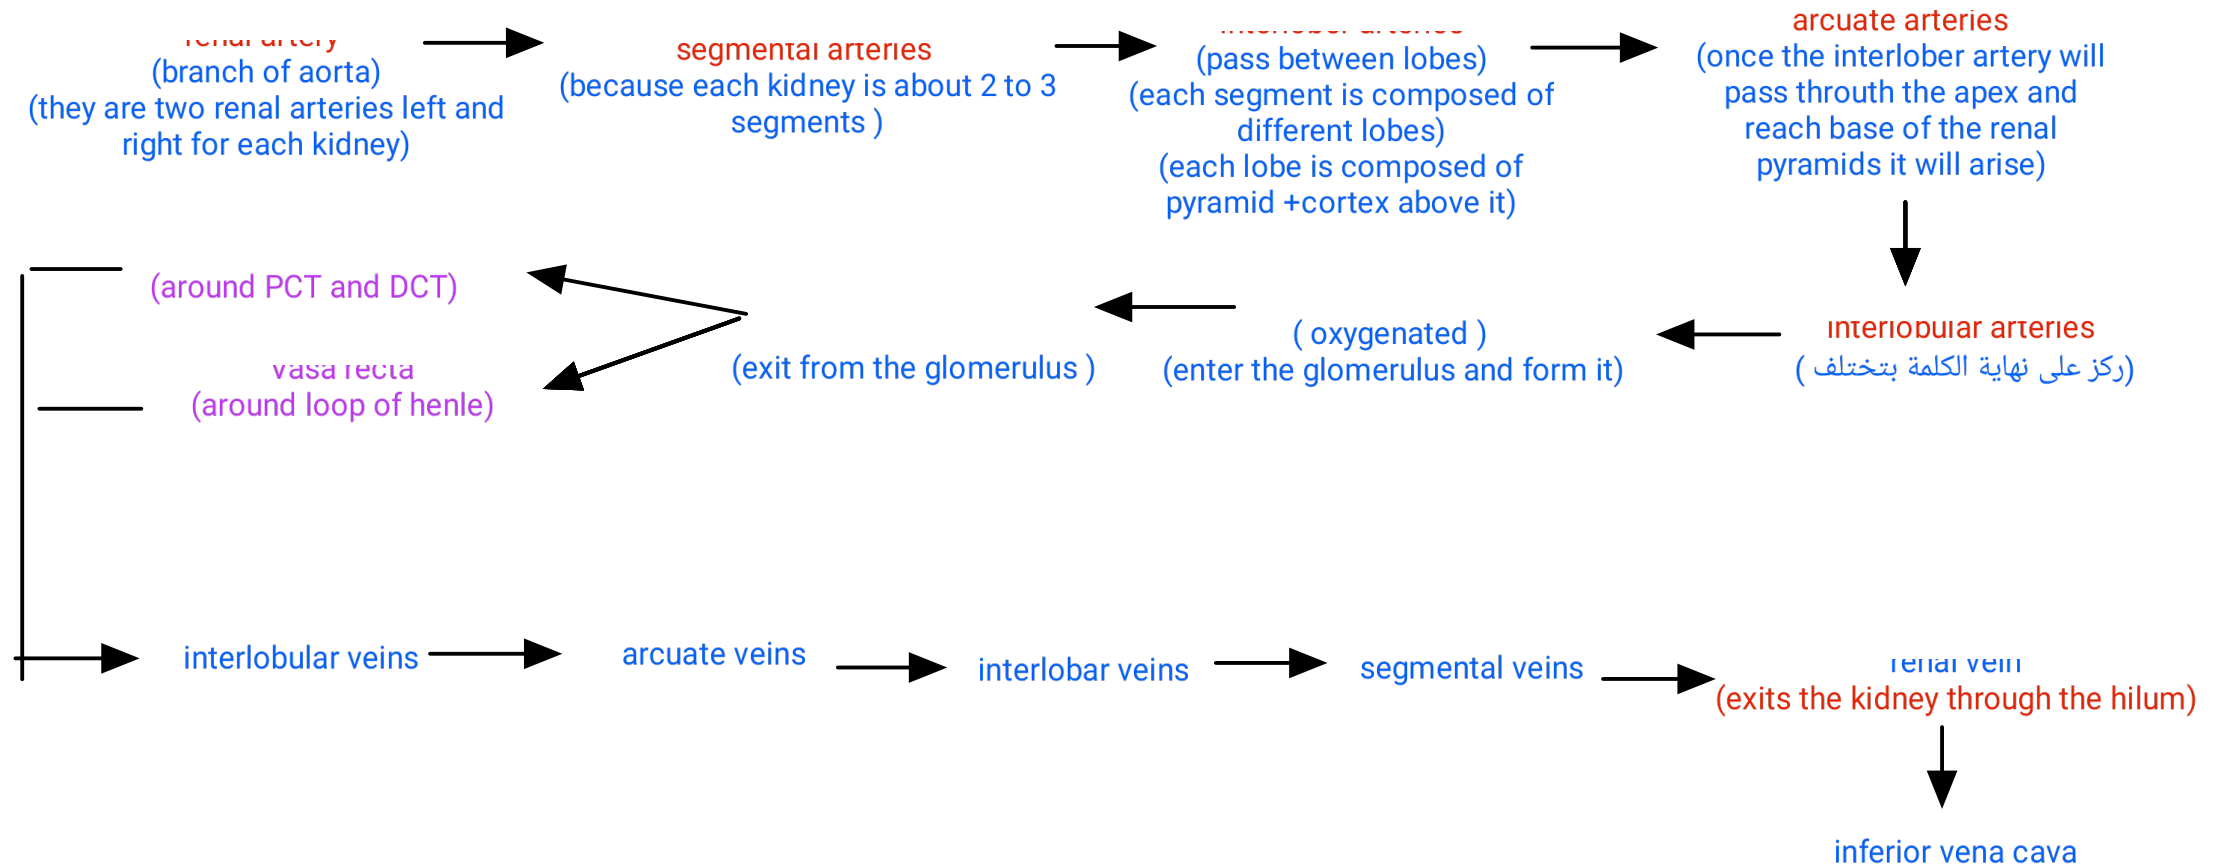 renal artery
(branch of aorta)
(they are two renal arteries left and
right for each kidney)
segmental arteries
(because each kidney is about 2 to 3
segments )
interlober arteries
(pass between lobes)
(each segment is composed of
different lobes)
(each lobe is composed of
pyramid +cortex above it)
arcuate arteries
(once the interlober artery will
pass throuth the apex and
reach base of the renal
pyramids it will arise)
interlobular arteries
(ركز على نهاية الكلمة بتختلف )
( oxygenated )
(enter the glomerulus and form it)
(exit from the glomerulus )
(around PCT and DCT)
vasa recta
(around loop of henle)
interlobular veins
arcuate veins
interlobar veins
segmental veins
renal vein
(exits the kidney through the hilum)
inferior vena cava